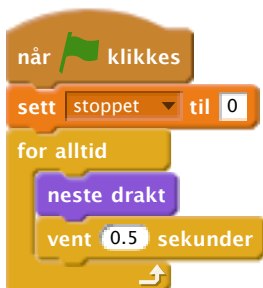 når klikkes
sett stoppet til 0
for alltid
neste drakt
vent 0.5 sekunder